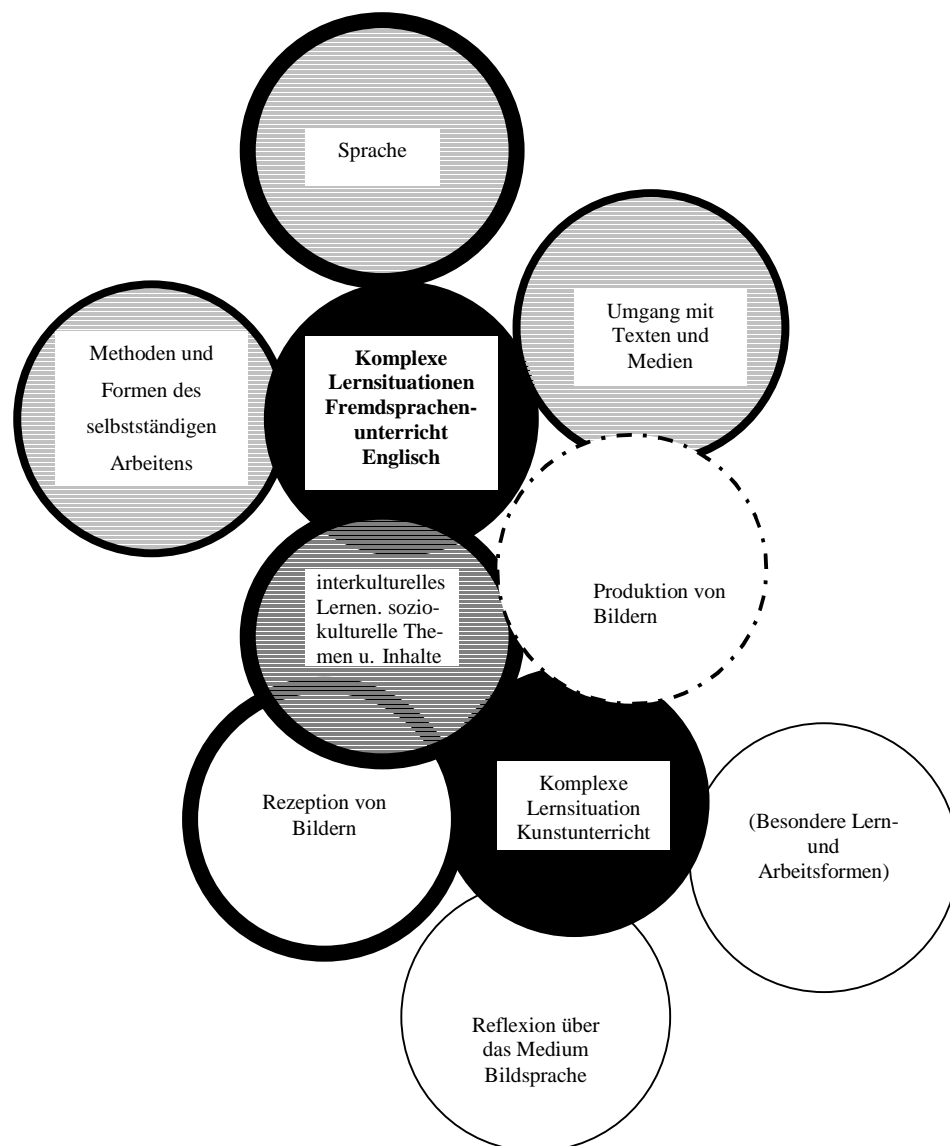 Sprache
Umgang mit
Texten und
Medien
Methoden und
Formen des
selbstständigen
Arbeitens
Komplexe
Lernsituationen
Fremdsprachen-
unterricht
Englisch
interkulturelles
Lernen. sozio-
kulturelle The-
men u. Inhalte
Produktion von
Bildern
Rezeption von
Bildern
Komplexe
Lernsituation
Kunstunterricht
(Besondere Lern-
und
Arbeitsformen)
Reflexion über
das Medium
Bildsprache